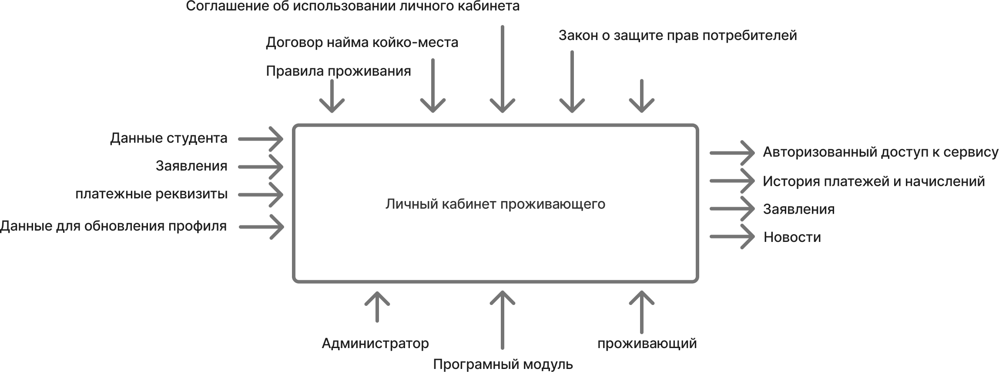 Соглашение об использовании личного кабинета
Закон о защите прав потребителей
Договор найма койко-места
Правила проживания
Данные студента
Заявления
платежные реквизиты
Данные для обновления профиля
Личный кабинет проживающего
Авторизованный доступ к сервису
История платежей и начислений
Заявления
Новости
Администратор
Програмный модуль
проживающий